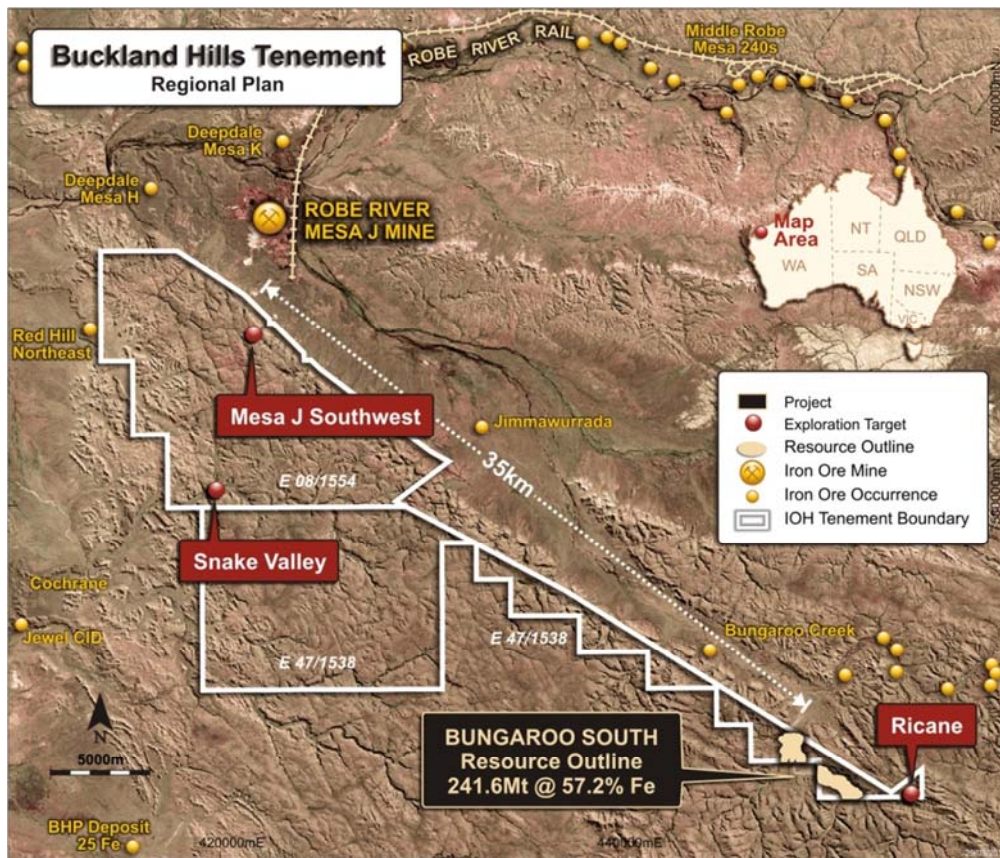 Buckland Hills Tenement
Regional Plan
ROBE RIVER RAIL
Middle Robe
Mesa 240s
7600000mN
Deepdale
Mesa K
Deepdale
Mesa H
ROBE RIVER
MESA J MINE
Map
Area
NT
QLD
WA
SA
NSW
VIC
TAS
Red Hill
Northeast
Mesa J Southwest
Jimmawurrada
35km
Project
Exploration Target
Resource Outline
Iron Ore Mine
Iron Ore Occurrence
IOH Tenement Boundary
E 08/1554
Snake Valley
Cochrane
Jewel CID
E 47/1538
E 47/1538
Bungaroo Creek
N
5000m
BUNGAROO SOUTH
Resource Outline
241.6Mt @ 57.2% Fe
Ricane
BHP Deposit
25 Fe
420000mE
440000mE